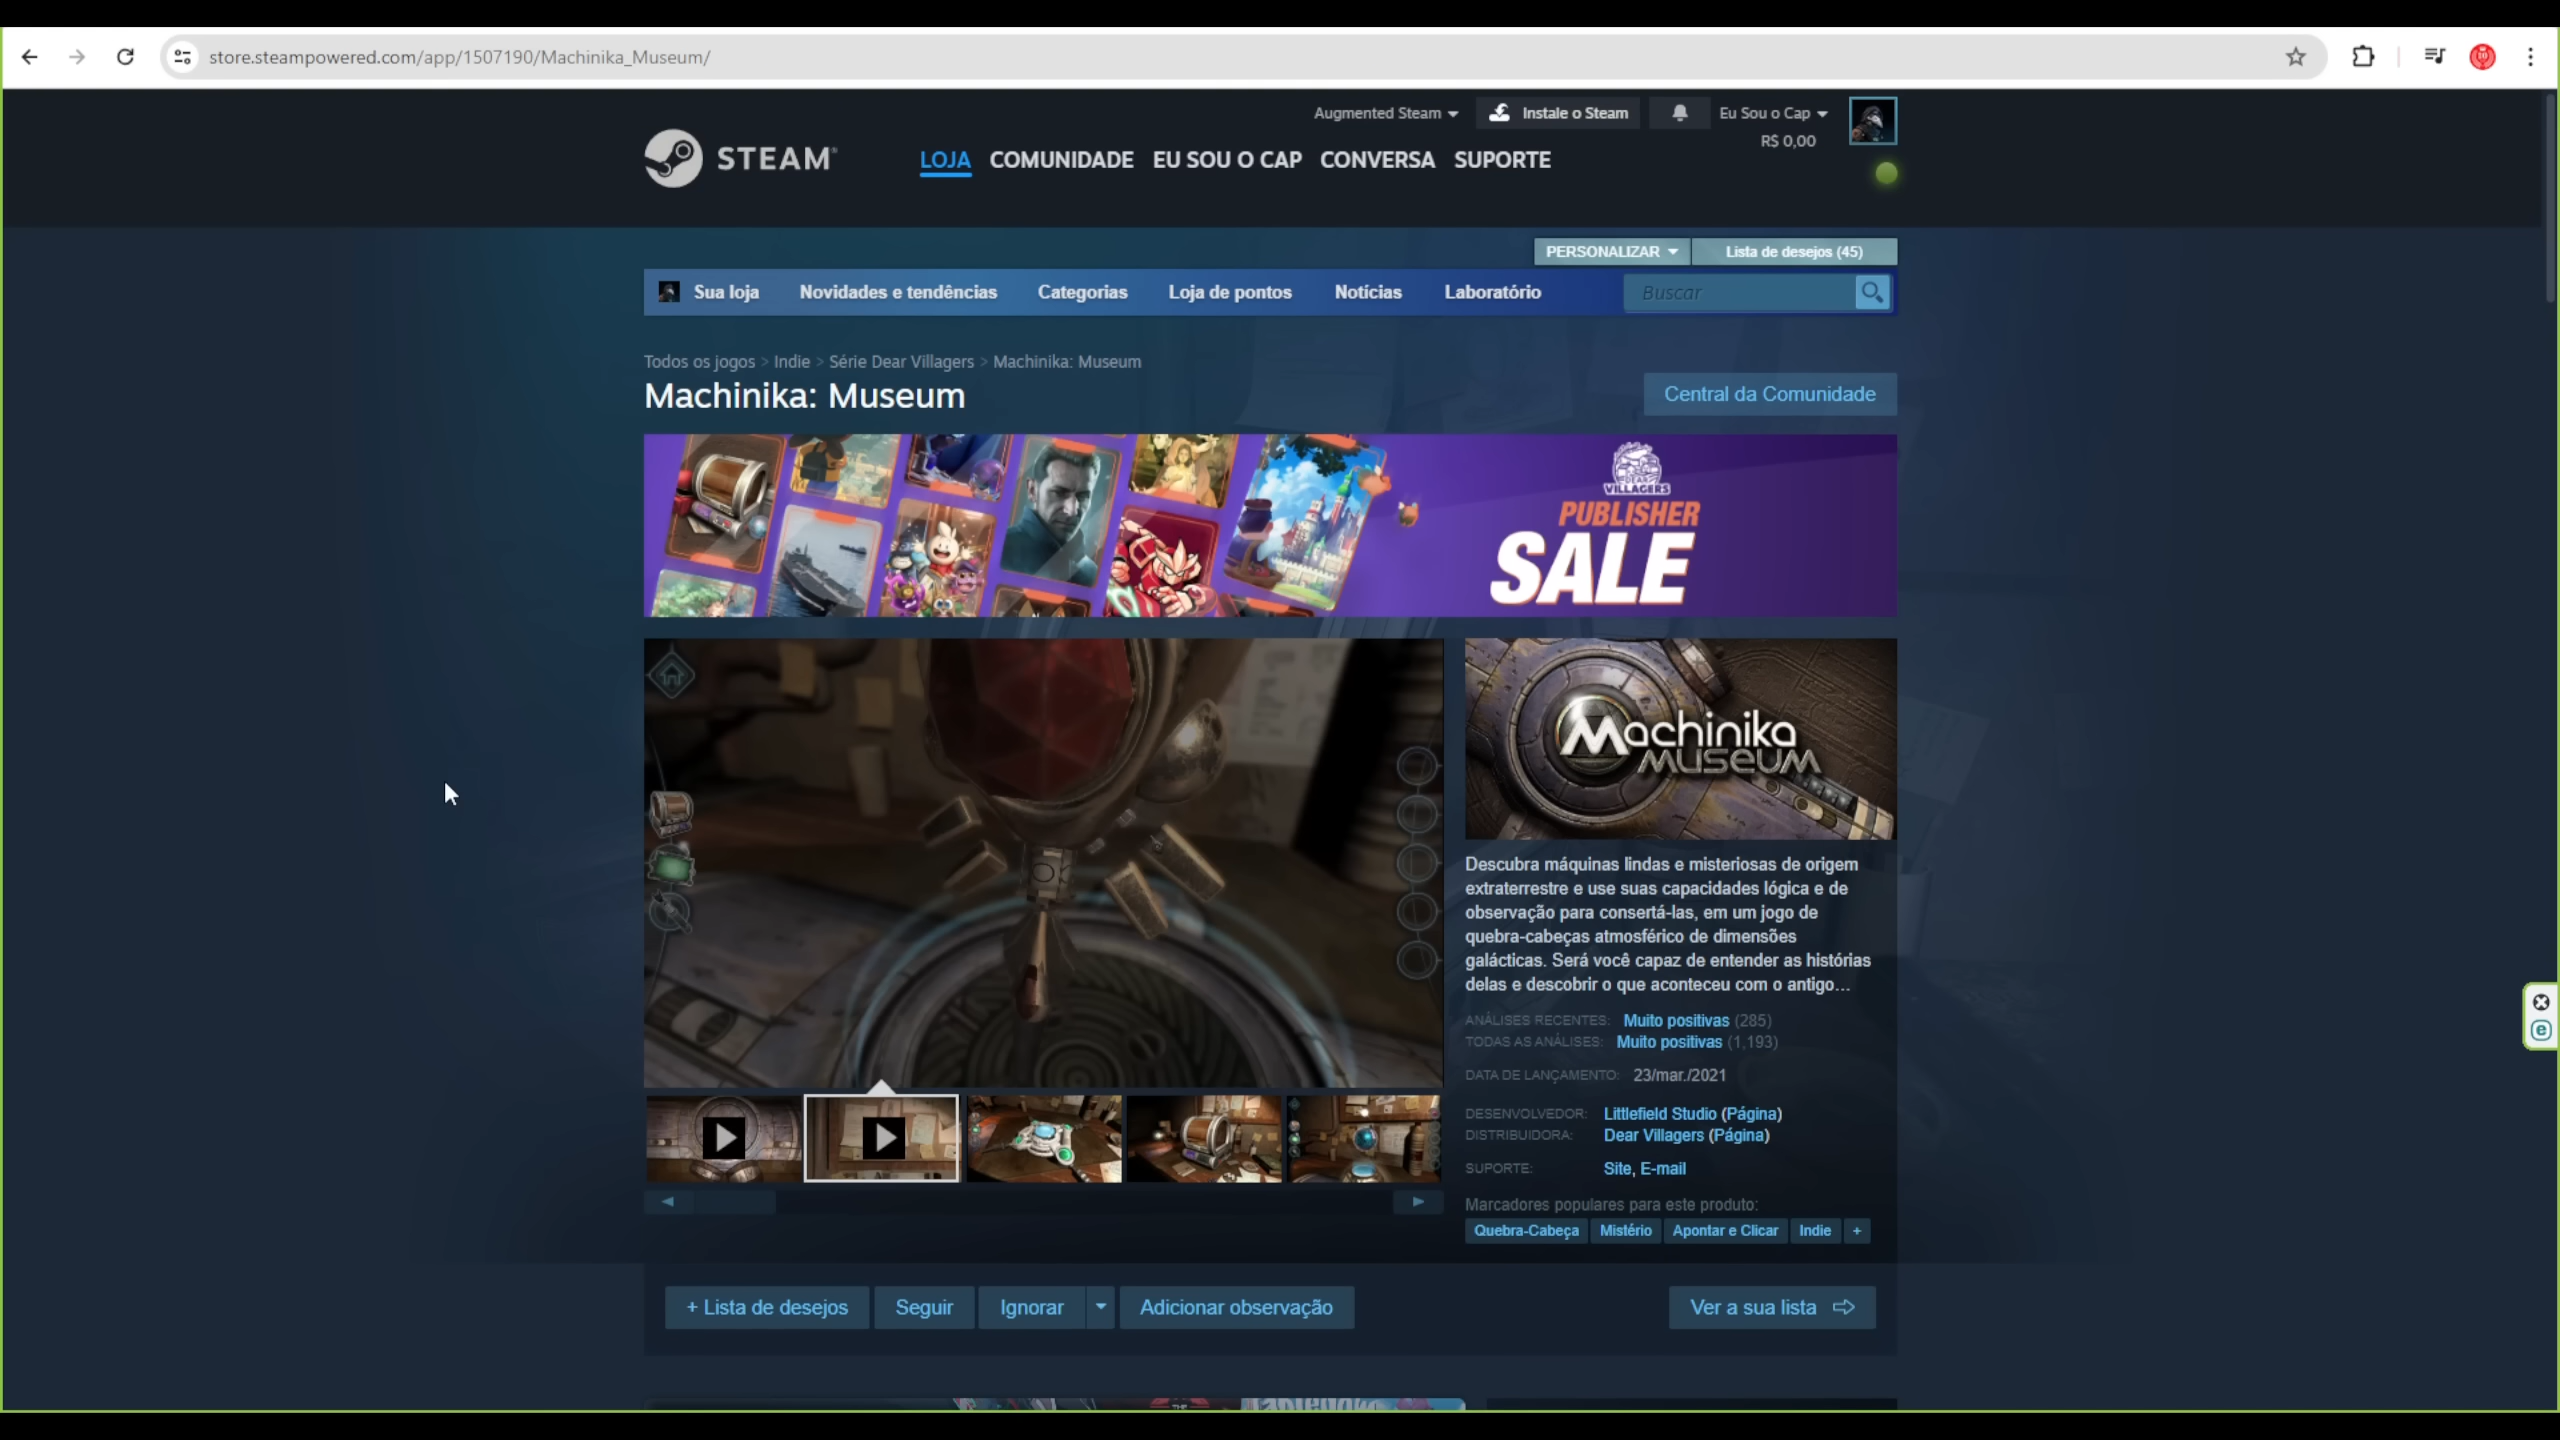 store.steampowered.com/app/1507190/Machinika_Museum/
Augmented Steam
Instale o Steam
Eu Sou o Cap
R$ 0,00
STEAM
LOJA COMUNIDADE EU SOU O CAP CONVERSA SUPORTE
PERSONALIZAR
Lista de desejos (45)
Sua loja
Novidades e tendências
Categorias
Loja de pontos
Notícias
Laboratório
Buscar
Todos os jogos > Indie > Série Dear Villagers > Machinika: Museum
Machinika: Museum
Central da Comunidade
VILLAGERS
PUBLISHER
SALE
Machinika
MUSEUM
Descubra máquinas lindas e misteriosas de origem
extraterrestre e use suas capacidades lógica e de
observação para consertá-las, em um jogo de
quebra-cabeças atmosférico de dimensões
galácticas. Será você capaz de entender as histórias
delas e descobrir o que aconteceu com o antigo...
ANÁLISES RECENTES: Muito positivas (285)
TODAS AS ANÁLISES: Muito positivas (1,193)
DATA DE LANÇAMENTO: 23/mar./2021
DESENVOLVEDOR: Littlefield Studio (Página)
DISTRIBUIDORA: Dear Villagers (Página)
SUPORTE: Site, E-mail
Marcadores populares para este produto:
Quebra-Cabeça Mistério Apontar e Clicar Indie +
+ Lista de desejos
Seguir
Ignorar
Adicionar observação
Ver a sua lista
THE